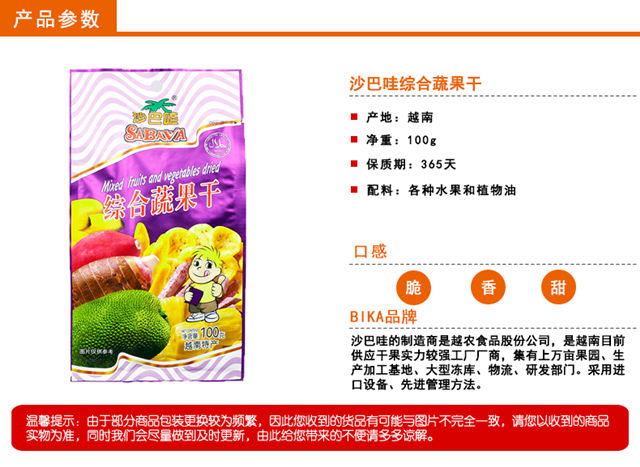 产品参数
沙巴哇
®
SABAVA
Mixed fruits and vegetables dried
综合蔬果干
净含量:100克
越南特产
图片仅供参考
沙巴哇综合蔬果干
产地:越南
净重:100g
保质期:365天
配料:各种水果和植物油
口感
脆 香 甜
BIKA品牌
沙巴哇的制造商是越农食品股份公司,是越南目前
供应干果实力较强工厂厂商,集有上万亩果园、生
产加工基地、大型冻库、物流、研发部门。采用进
口设备、先进管理方法。
温馨提示:由于部分商品包装更换较为频繁,因此您收到的货品有可能与图片不完全一致,请您以收到的商品
实物为准,同时我们会尽量做到及时更新,由此给您带来的不便请多多谅解。